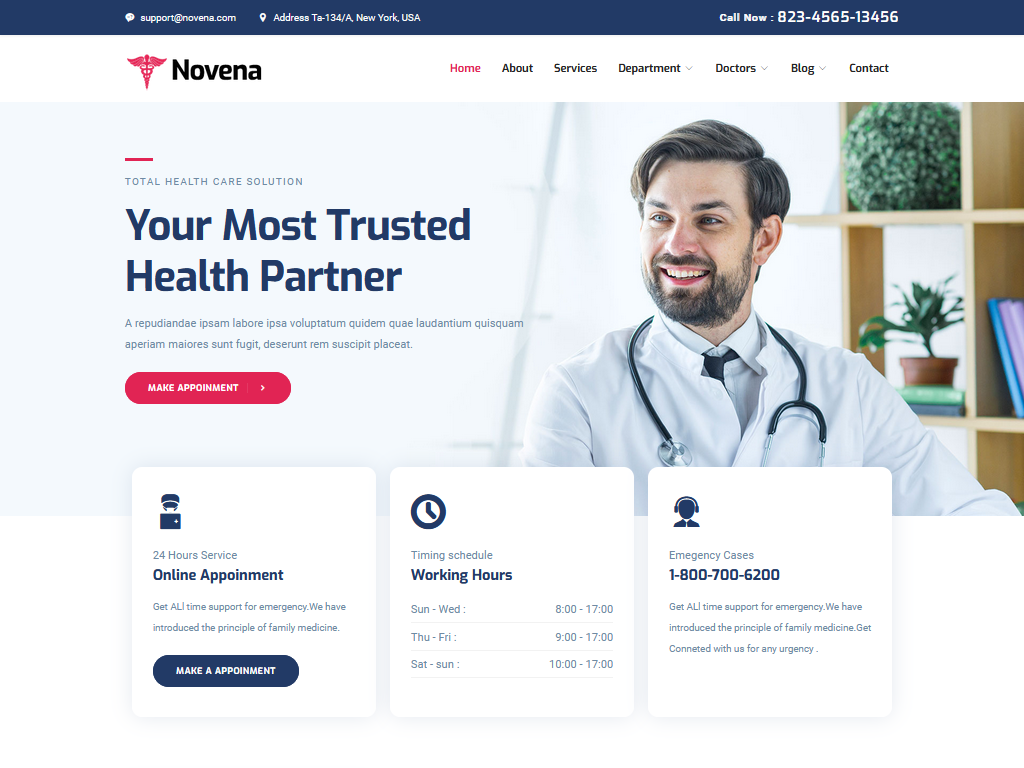 support@novena.com
Address Ta-134/A, New York, USA
Call Now : 823-4565-13456
Novena
Home
About
Services
Department
Doctors
Blog
Contact
TOTAL HEALTH CARE SOLUTION
Your Most Trusted
Health Partner
A repudiandae ipsam labore ipsa voluptatum quidem quae laudantium quisquam
aperiam maiores sunt fugit, deserunt rem suscipit placeat.
MAKE APPOINMENT
24 Hours Service
Online Appoinment
Get ALl time support for emergency.We have
introduced the principle of family medicine.
MAKE A APPOINMENT
Timing schedule
Working Hours
Sun - Wed : 8:00 - 17:00
Thu - Fri : 9:00 - 17:00
Sat - sun : 10:00 - 17:00
Emegency Cases
1-800-700-6200
Get ALl time support for emergency.We have
introduced the principle of family medicine.Get
Conneted with us for any urgency .